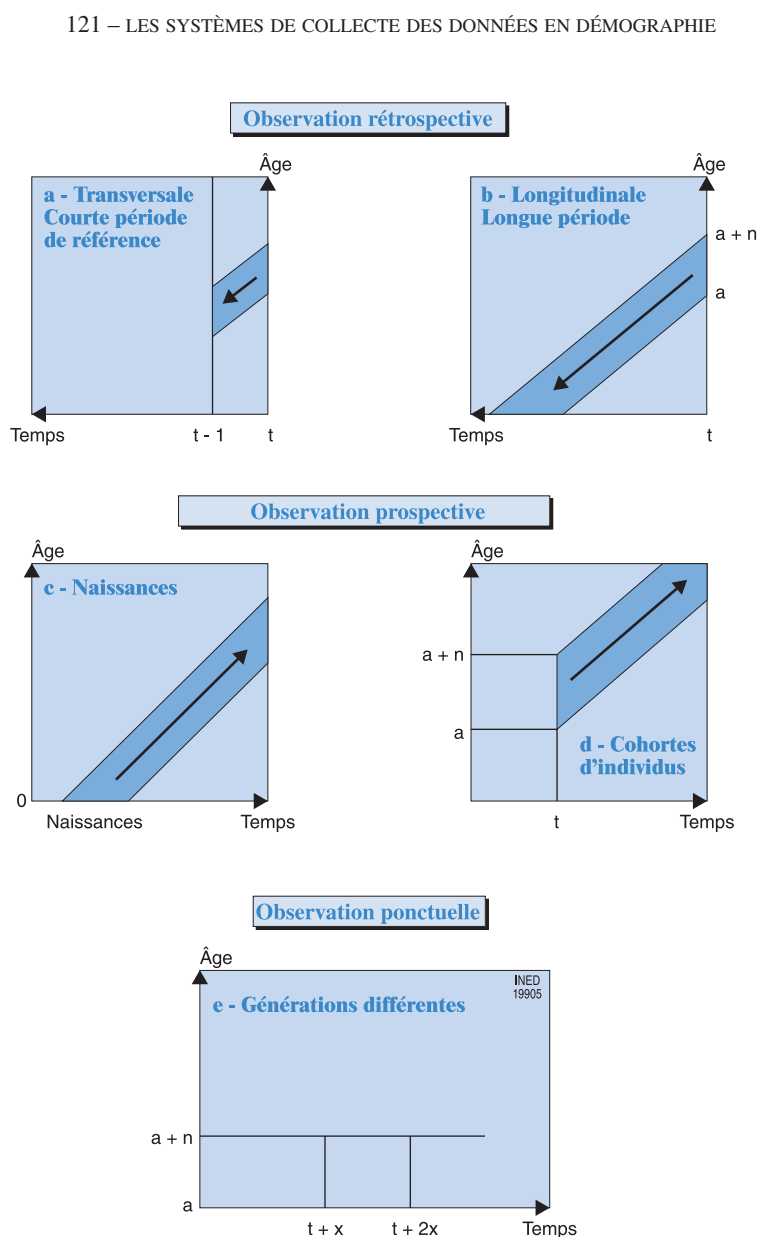 121 – LES SYSTÈMES DE COLLECTE DES DONNÉES EN DÉMOGRAPHIE
Observation rétrospective
Âge
a - Transversale
Courte période
de référence
Temps
t - 1
t
Âge
b - Longitudinale
Longue période
a + n
a
Temps
t
Observation prospective
Âge
c - Naissances
0
Naissances
Temps
Âge
a + n
a
d - Cohortes
d'individus
t
Temps
Observation ponctuelle
Âge
INED
19905
e - Générations différentes
a + n
a
t + x
t + 2x
Temps